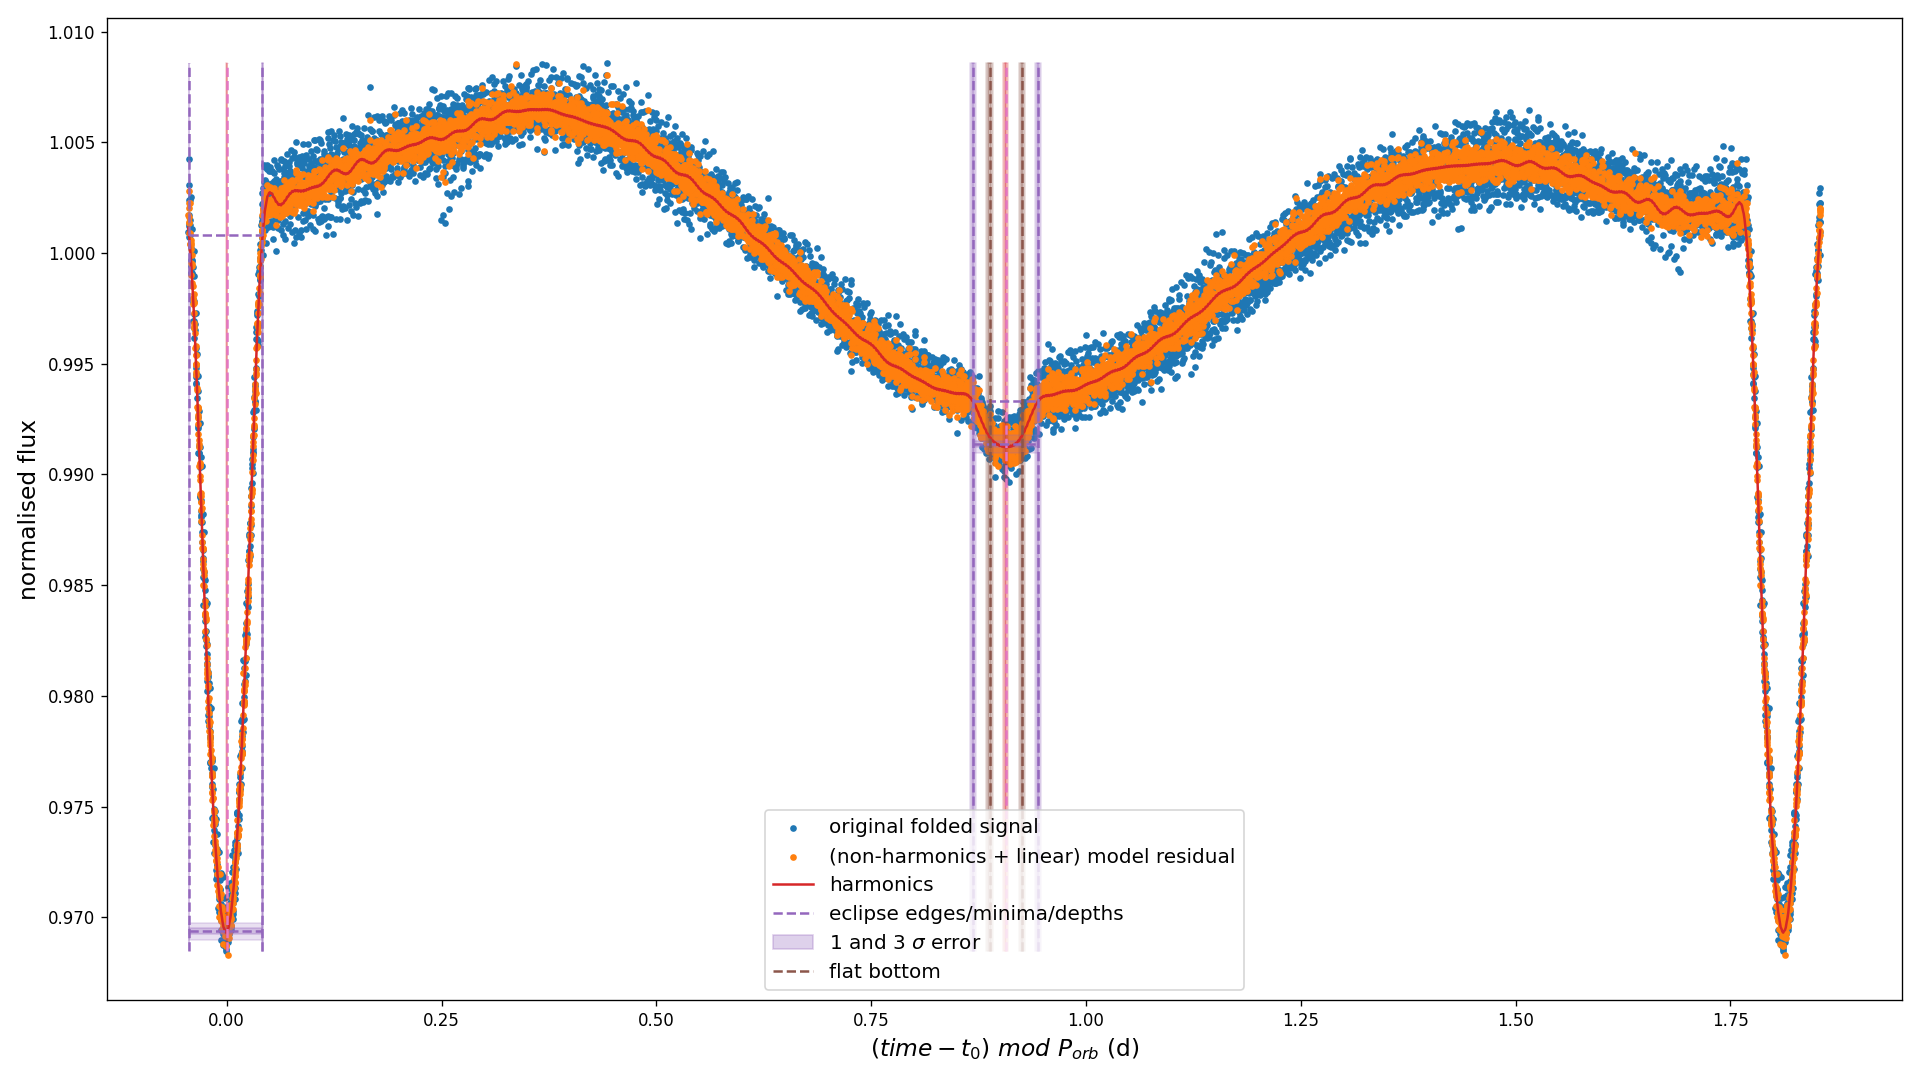 1.010
1.005
1.000
0.995
0.990
0.985
0.980
0.975
0.970
normalised flux
original folded signal
(non-harmonics + linear) model residual
harmonics
eclipse edges/minima/depths
1 and 3 σ error
flat bottom
0.00 0.25 0.50 0.75 1.00 1.25 1.50 1.75
(time − t₀) mod P_orb (d)